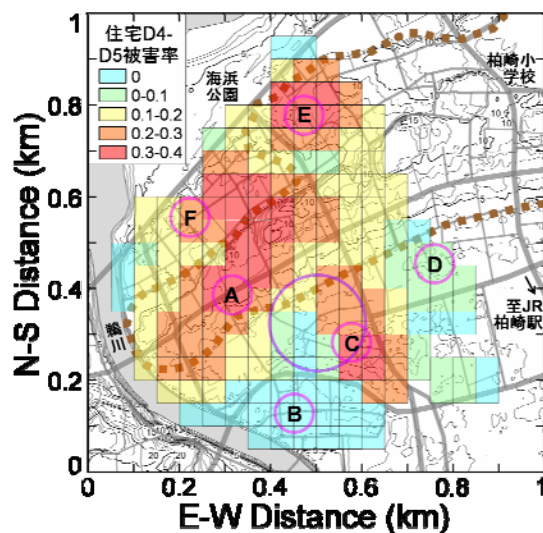 住宅D4-
D5被害率
0
0-0.1
0.1-0.2
0.2-0.3
0.3-0.4
海浜
公園
柏崎小
学校
E
F
A
D
C
B
至JR
柏崎駅
鵜川
N-S Distance (km)
1
0.8
0.6
0.4
0.2
0
0
0.2
0.4
0.6
0.8
1
E-W Distance (km)